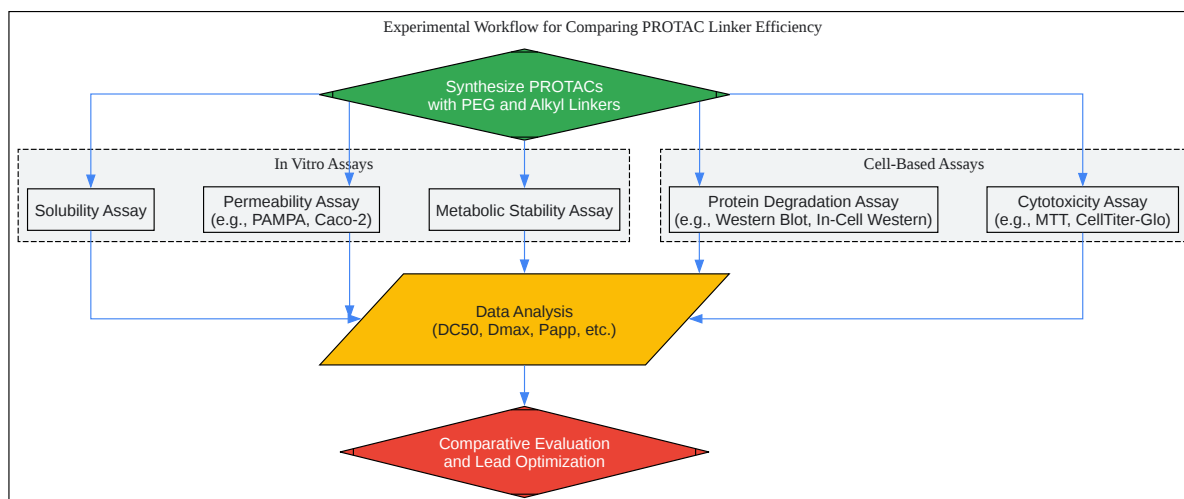 Experimental Workflow for Comparing PROTAC Linker Efficiency
Synthesize PROTACs
with PEG and Alkyl Linkers
In Vitro Assays
Cell-Based Assays
Solubility Assay
Permeability Assay
(e.g., PAMPA, Caco-2)
Metabolic Stability Assay
Protein Degradation Assay
(e.g., Western Blot, In-Cell Western)
Cytotoxicity Assay
(e.g., MTT, CellTiter-Glo)
Data Analysis
(DC50, Dmax, Papp, etc.)
Comparative Evaluation
and Lead Optimization